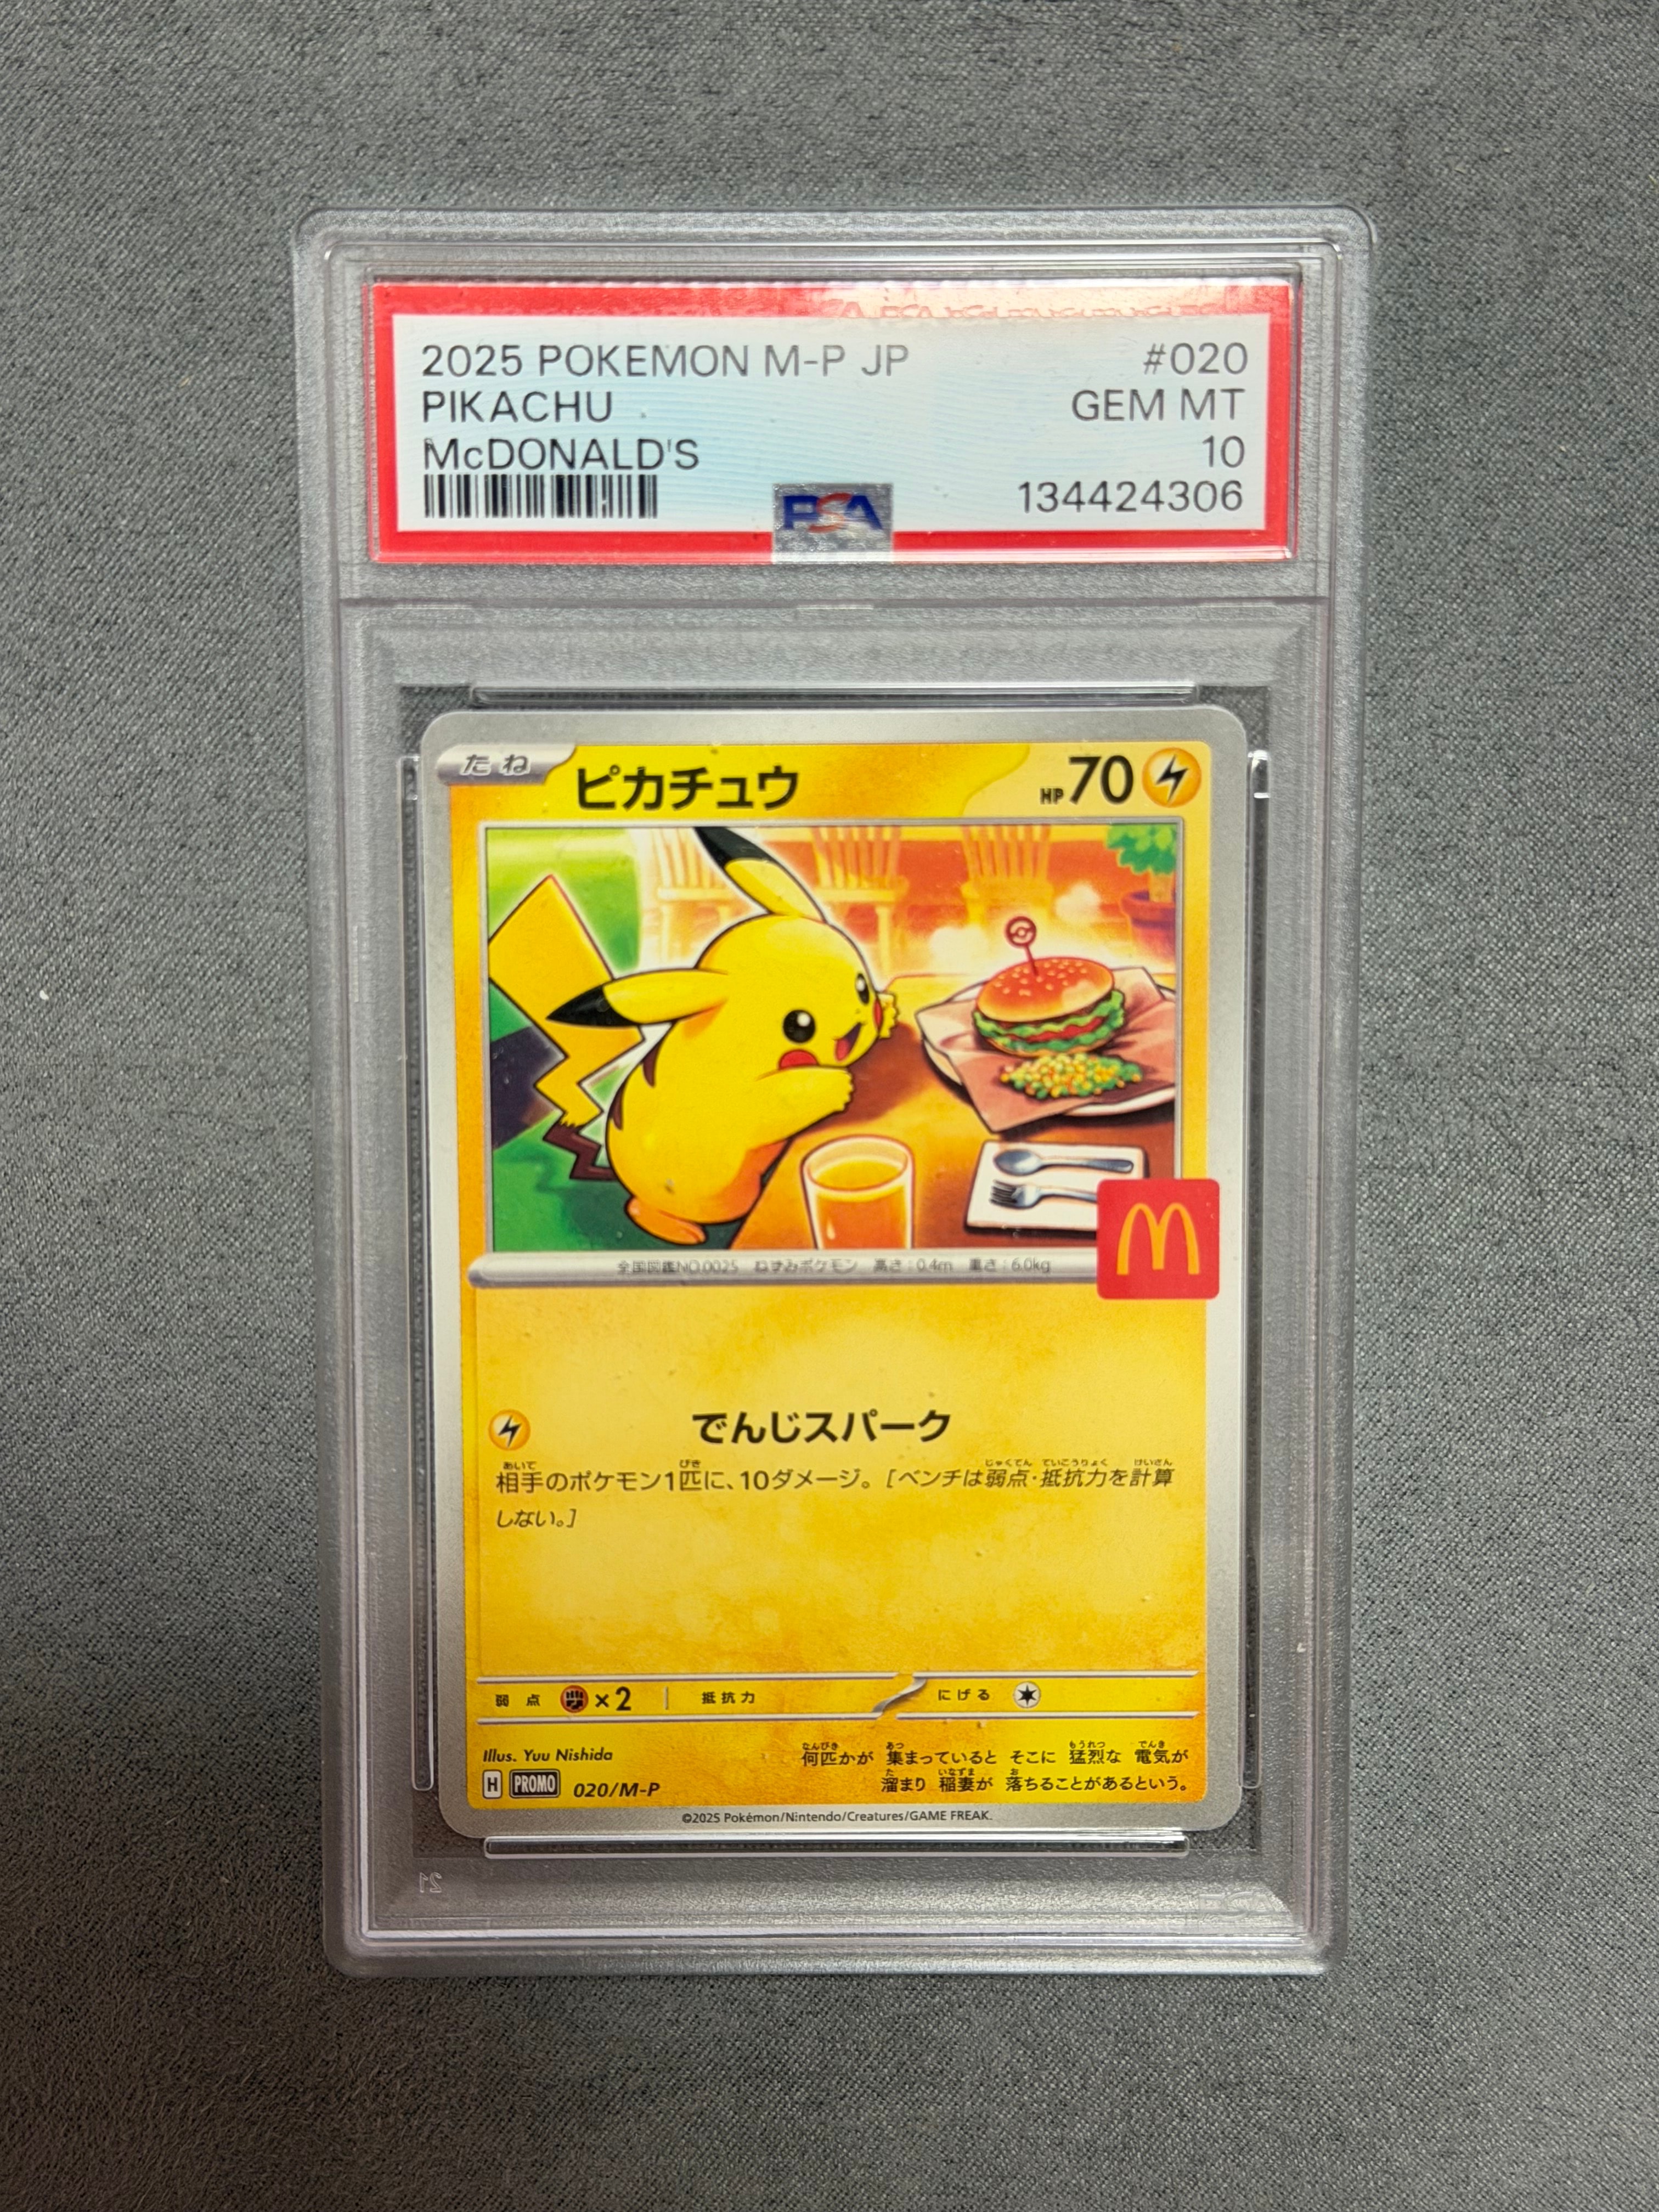 2025 POKEMON M-P JP #020
PIKACHU GEM MT
McDONALD'S 10
PSA 134424306
たね ピカチュウ HP70
全国図鑑NO.0025 ねずみポケモン 高さ:0.4m 重さ:6.0kg
でんじスパーク
相手のポケモン1匹に、10ダメージ。[ベンチは弱点・抵抗力を計算
しない。]
弱点 ×2 抵抗力 にげる
Illus. Yuu Nishida
何匹かが 集まっていると そこに 猛烈な 電気が
溜まり 稲妻が 落ちることがあるという。
H PROMO 020/M-P
©2025 Pokémon/Nintendo/Creatures/GAME FREAK.